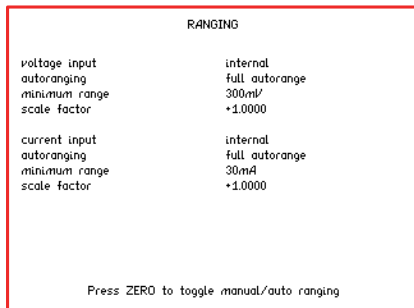 RANGING
voltage input internal
autoranging full autorange
minimum range 300mV
scale factor +1.0000
current input internal
autoranging full autorange
minimum range 30mA
scale factor +1.0000
Press ZERO to toggle manual/auto ranging